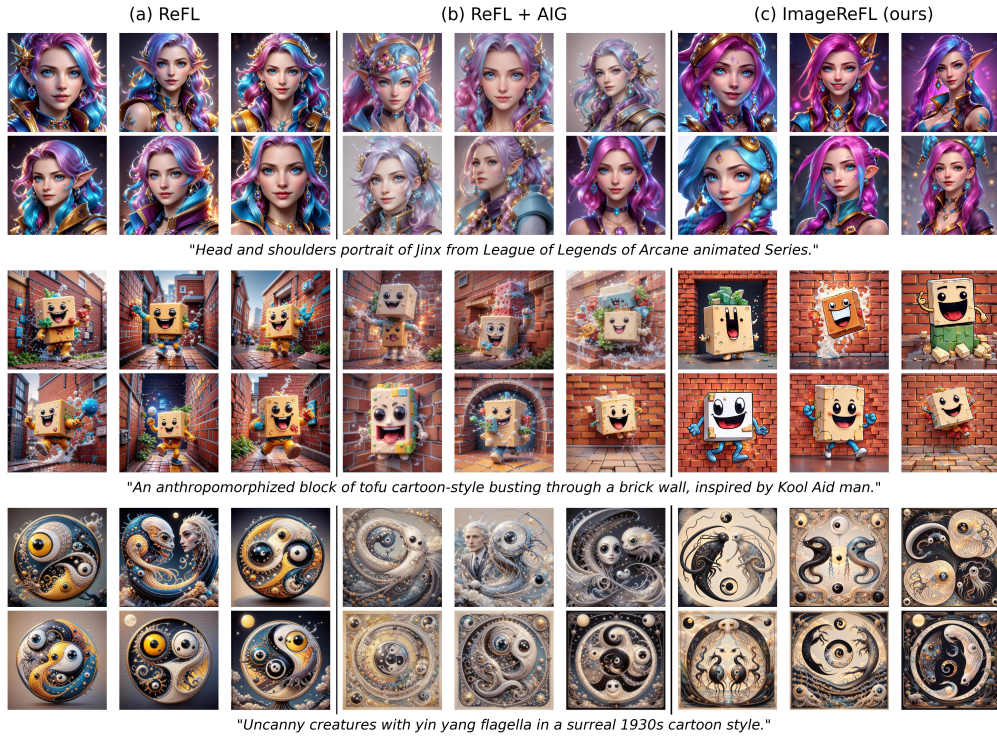 (a) ReFL
(b) ReFL + AIG
(c) ImageReFL (ours)
"Head and shoulders portrait of Jinx from League of Legends of Arcane animated Series."
"An anthropomorphized block of tofu cartoon-style busting through a brick wall, inspired by Kool Aid man."
"Uncanny creatures with yin yang flagella in a surreal 1930s cartoon style."